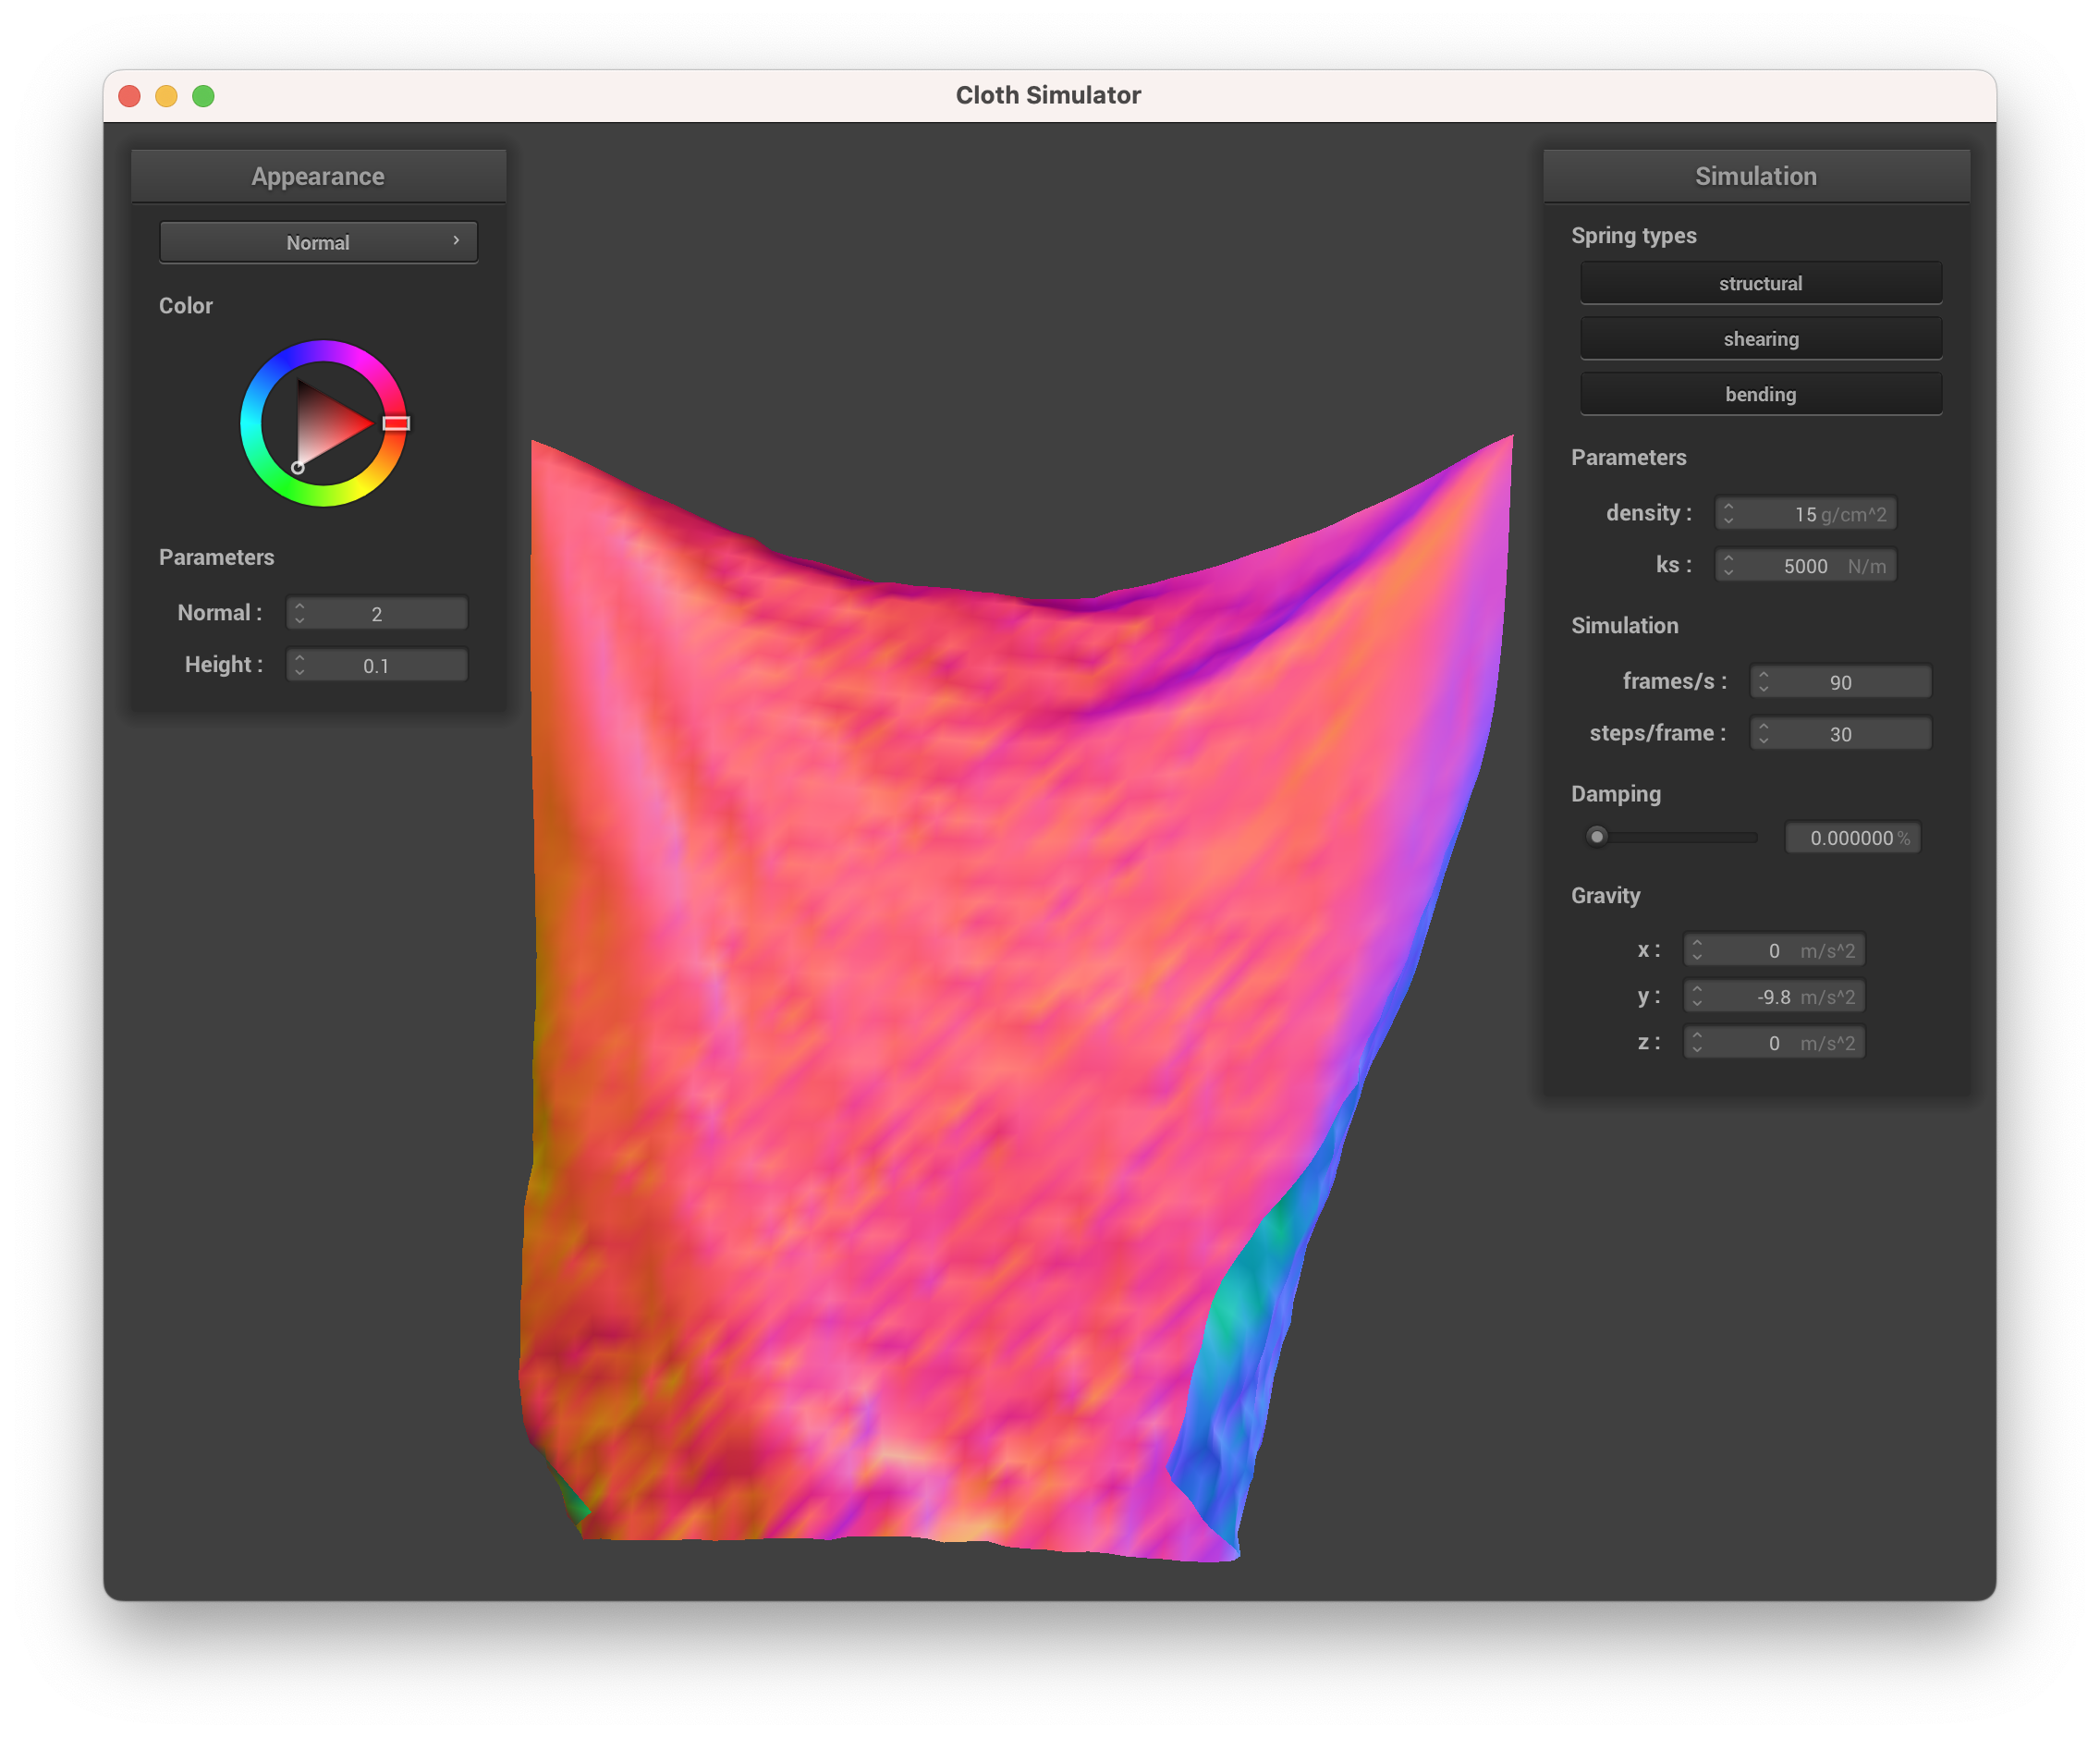 Cloth Simulator
Appearance
Normal
Color
Parameters
Normal : 2
Height : 0.1
Simulation
Spring types
structural
shearing
bending
Parameters
density : 15 g/cm^2
ks : 5000 N/m
Simulation
frames/s : 90
steps/frame : 30
Damping
0.000000 %
Gravity
x : 0 m/s^2
y : -9.8 m/s^2
z : 0 m/s^2